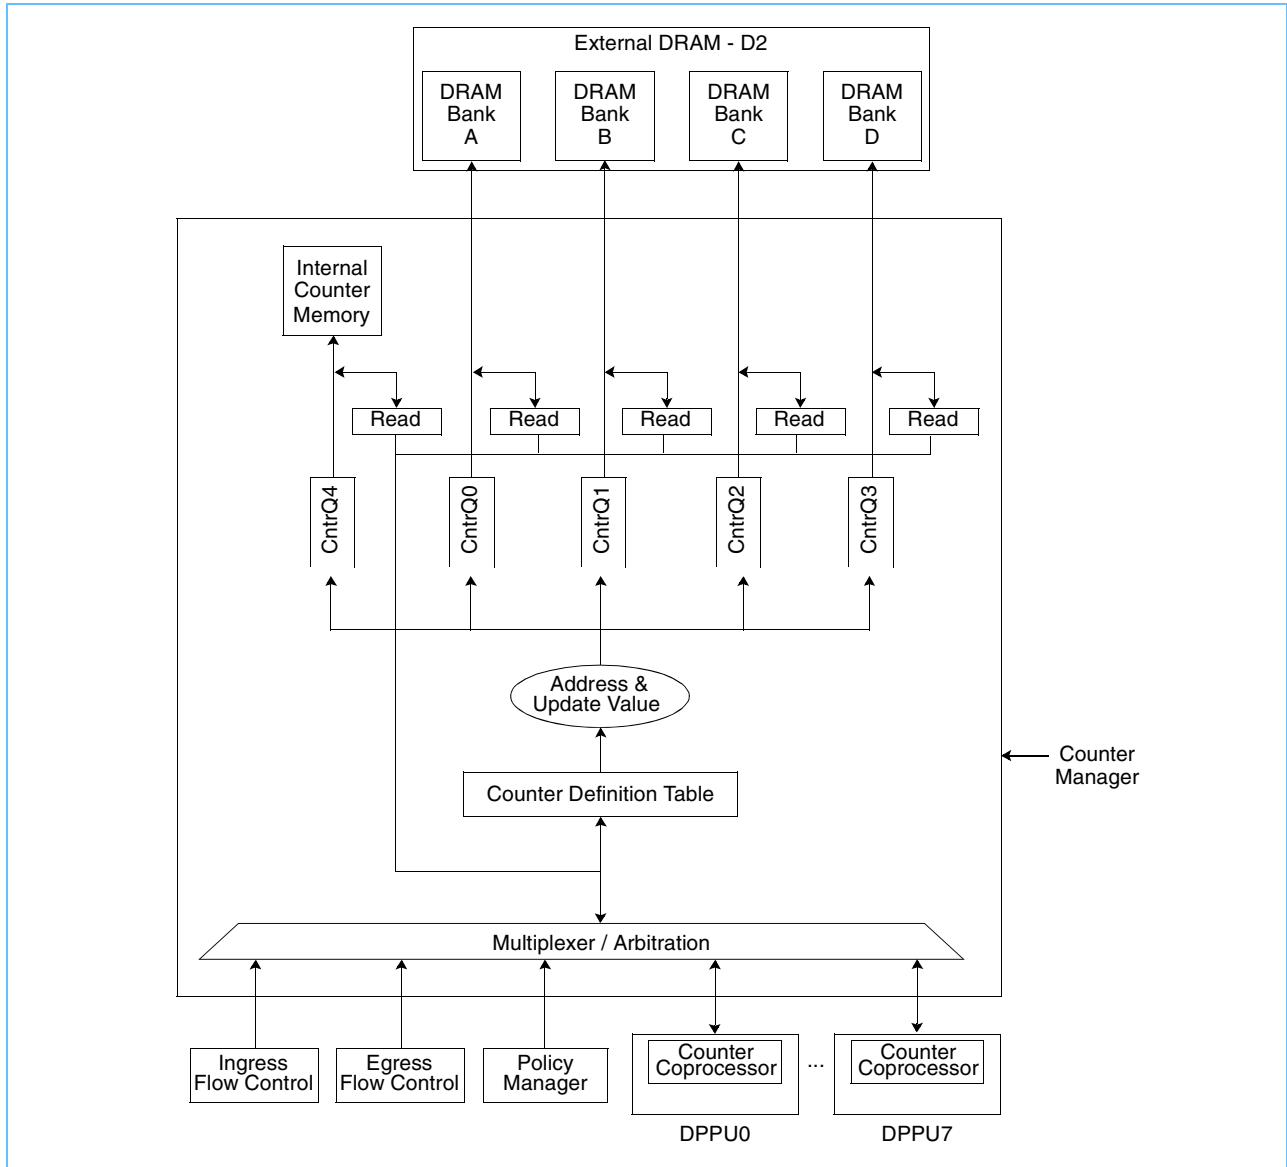 External DRAM - D2
DRAM
Bank
A
DRAM
Bank
B
DRAM
Bank
C
DRAM
Bank
D
Internal
Counter
Memory
Read
Read
Read
Read
Read
CntrQ4
CntrQ0
CntrQ1
CntrQ2
CntrQ3
Address &
Update Value
Counter Definition Table
Counter
Manager
Multiplexer / Arbitration
Ingress
Flow Control
Egress
Flow Control
Policy
Manager
Counter
Coprocessor
...
Counter
Coprocessor
DPPU0
DPPU7